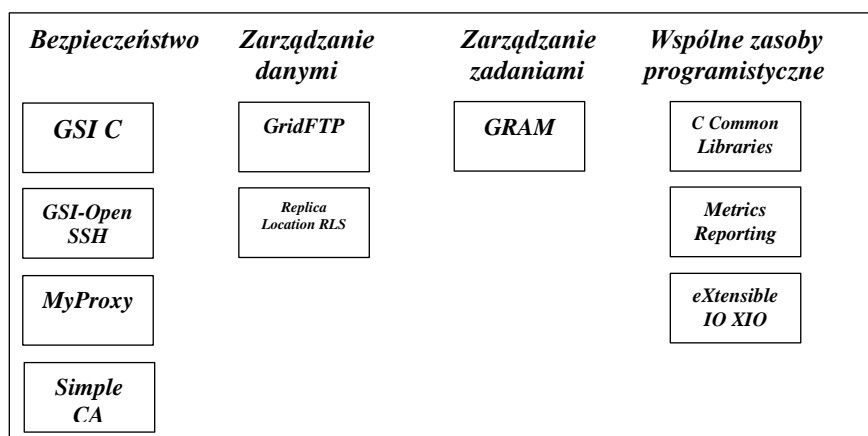 Bezpieczeństwo
Zarządzanie
danymi
Zarządzanie
zadaniami
Wspólne zasoby
programistyczne
GSI C
GridFTP
GRAM
C Common
Libraries
GSI-Open
SSH
Replica
Location RLS
Metrics
Reporting
MyProxy
eXtensible
IO XIO
Simple
CA